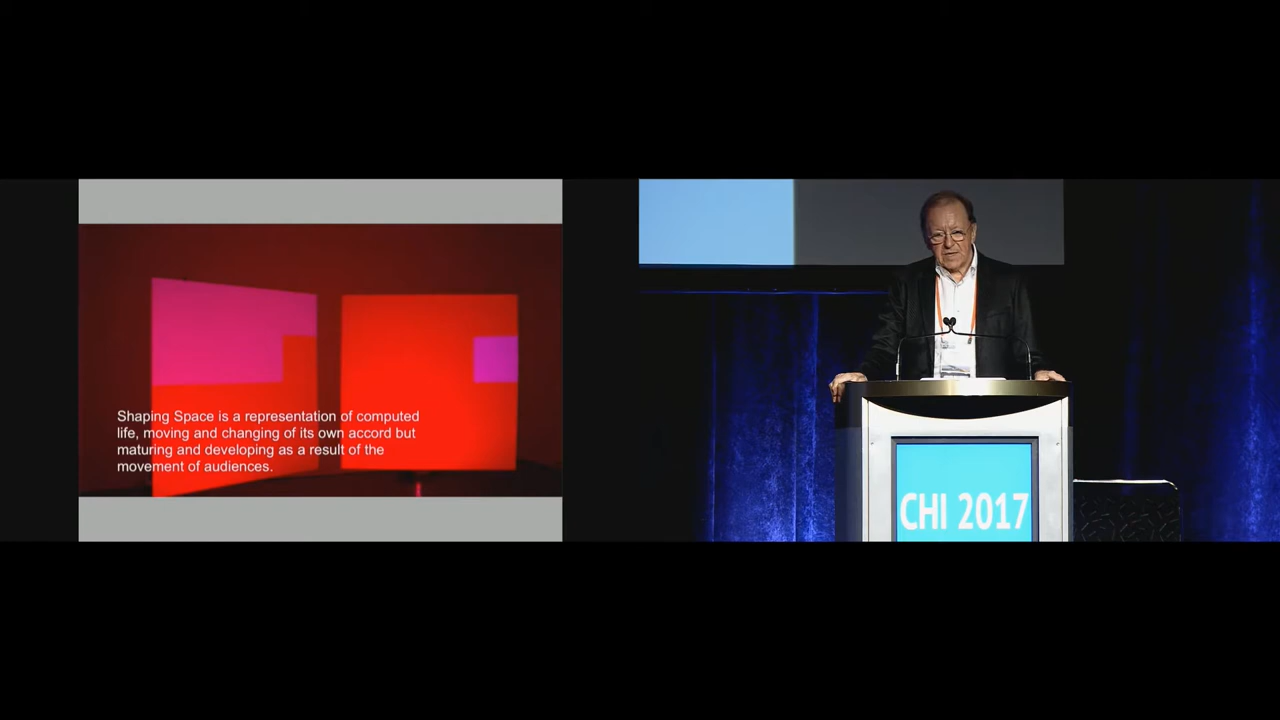 Shaping Space is a representation of computed
life, moving and changing of its own accord but
maturing and developing as a result of the
movement of audiences.
CHI 2017